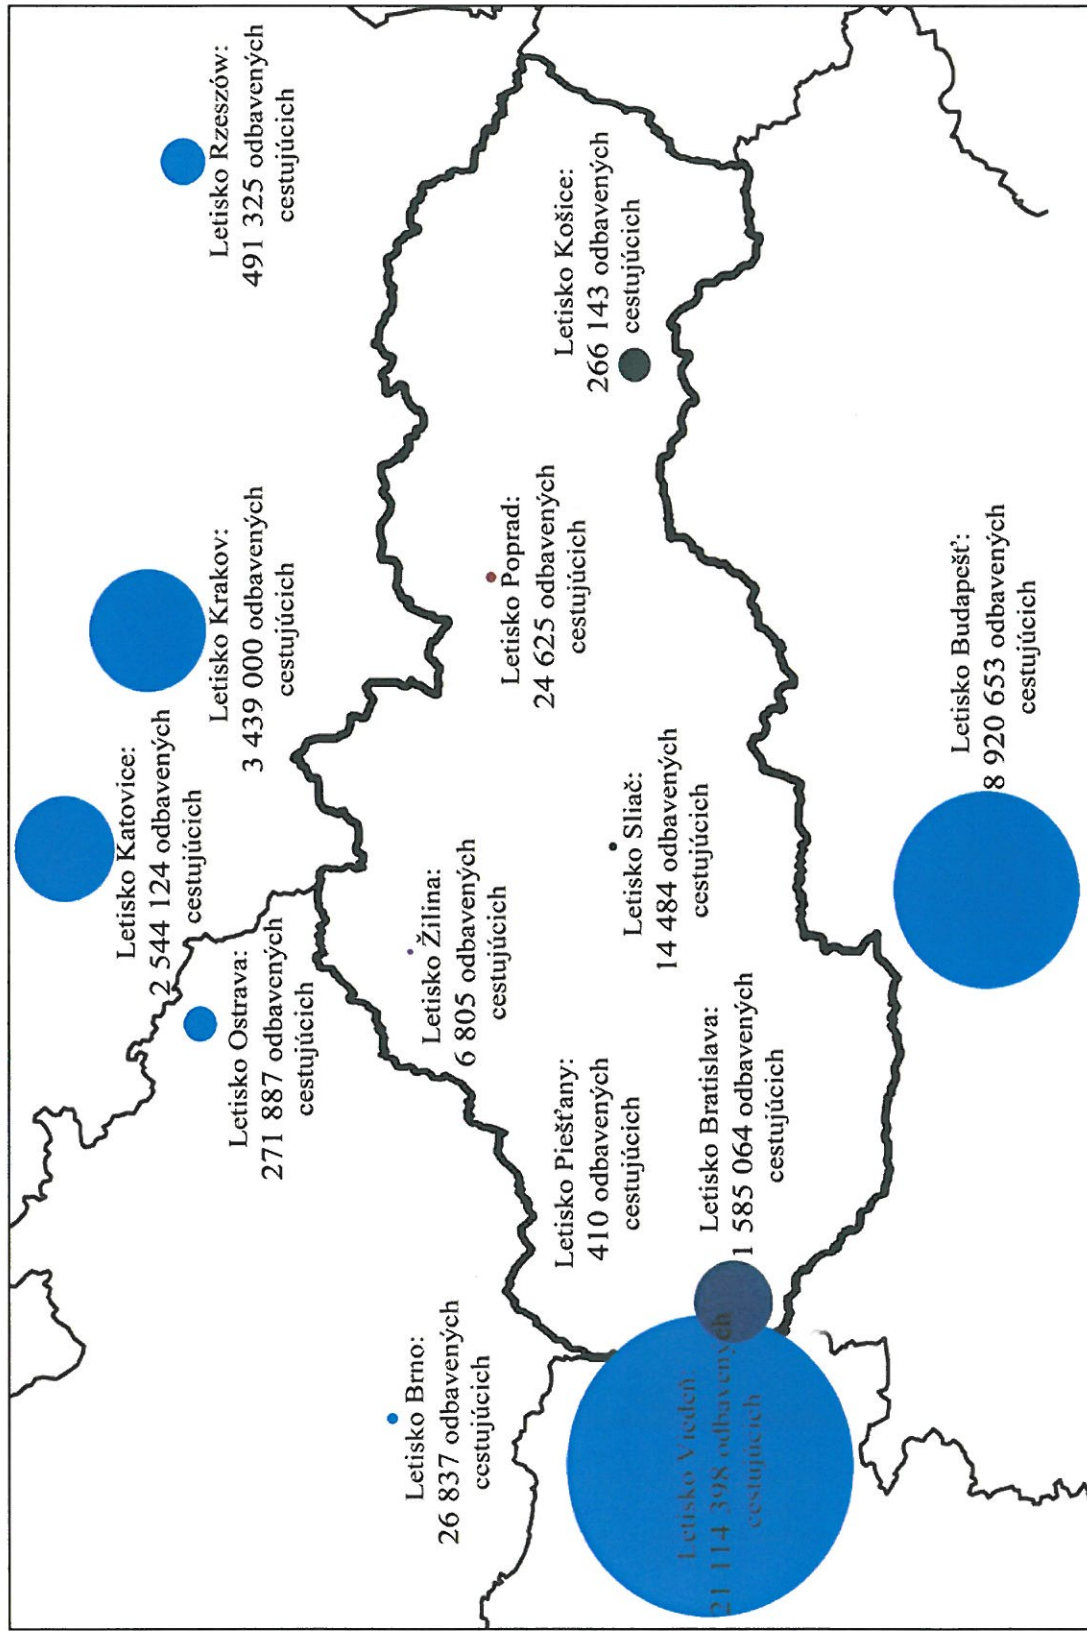 Letisko Rzeszów:
491 325 odbavených
cestujúcich
Letisko Krakov:
3 439 000 odbavených
cestujúcich
Letisko Katovice:
2 544 124 odbavených
cestujúcich
Letisko Ostrava:
271 887 odbavených
cestujúcich
Letisko Brno:
26 837 odbavených
cestujúcich
Letisko Žilina:
6 805 odbavených
cestujúcich
Letisko Poprad:
24 625 odbavených
cestujúcich
Letisko Košice:
266 143 odbavených
cestujúcich
Letisko Piešťany:
410 odbavených
cestujúcich
Letisko Sliač:
14 484 odbavených
cestujúcich
Letisko Bratislava:
1 585 064 odbavených
cestujúcich
Letisko Viedeň:
21 114 398 odbavených
cestujúcich
Letisko Budapešť:
8 920 653 odbavených
cestujúcich